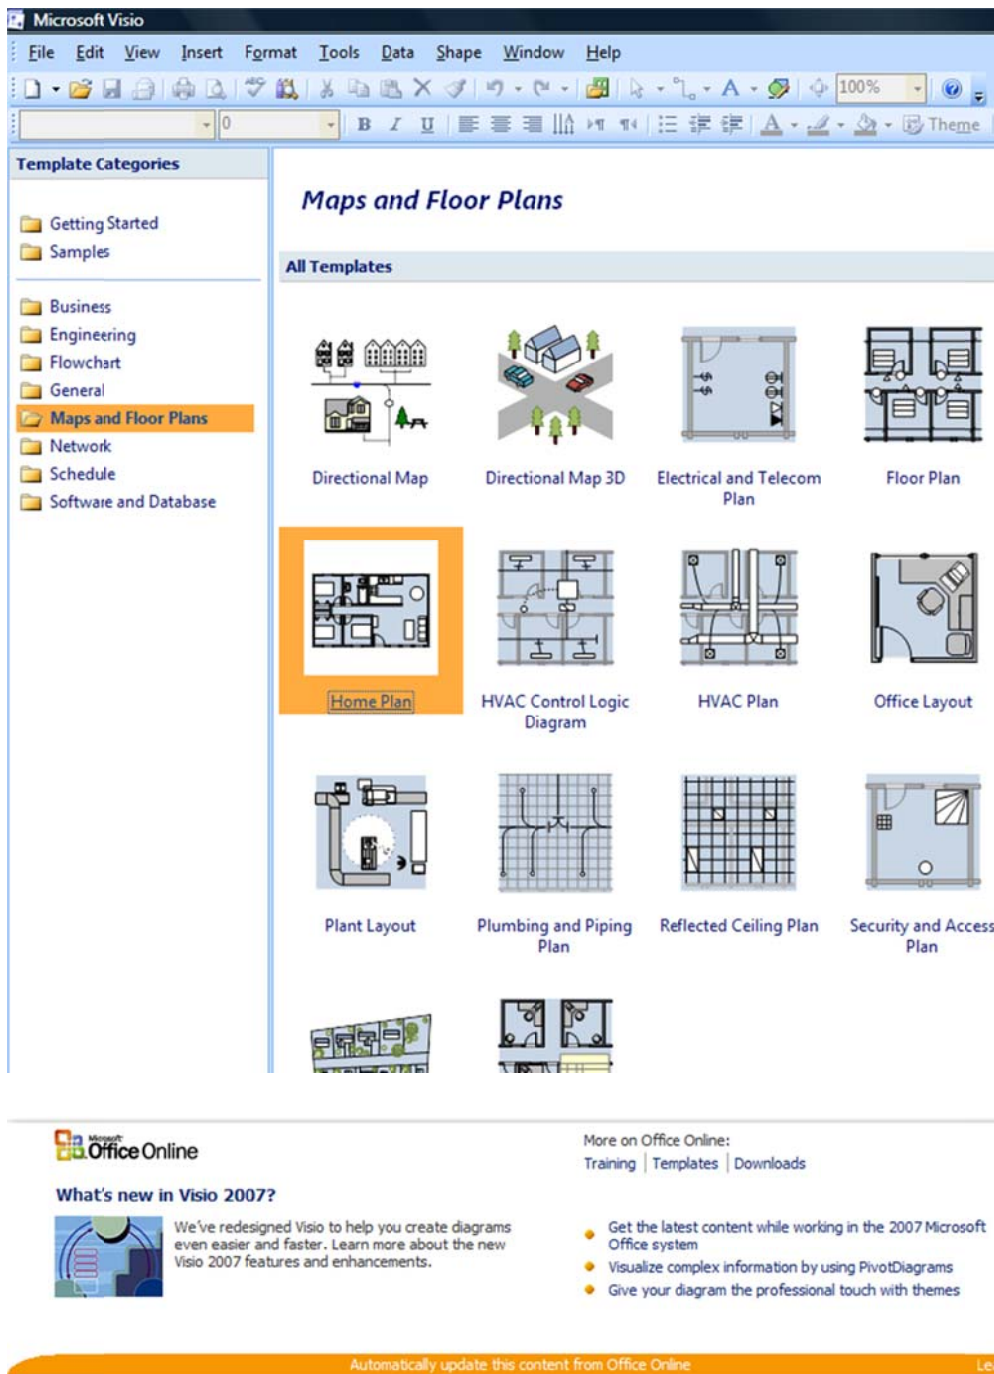 Microsoft Visio
File Edit View Insert Format Tools Data Shape Window Help
ABC
100%
0
B I U
A
Theme
Template Categories
Getting Started
Samples
Business
Engineering
Flowchart
General
Maps and Floor Plans
Network
Schedule
Software and Database
Maps and Floor Plans
All Templates
Directional Map
Directional Map 3D
Electrical and Telecom
Plan
Floor Plan
Home Plan
HVAC Control Logic
Diagram
HVAC Plan
Office Layout
Plant Layout
Plumbing and Piping
Plan
Reflected Ceiling Plan
Security and Access
Plan
Microsoft
Office Online
More on Office Online:
Training | Templates | Downloads
What's new in Visio 2007?
We've redesigned Visio to help you create diagrams
even easier and faster. Learn more about the new
Visio 2007 features and enhancements.
Get the latest content while working in the 2007 Microsoft
Office system
Visualize complex information by using PivotDiagrams
Give your diagram the professional touch with themes
Automatically update this content from Office Online
Lea